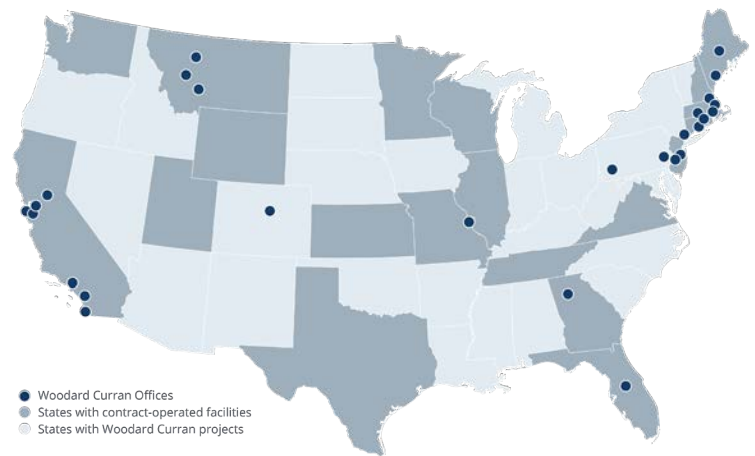 Woodard Curran Offices
States with contract-operated facilities
States with Woodard Curran projects